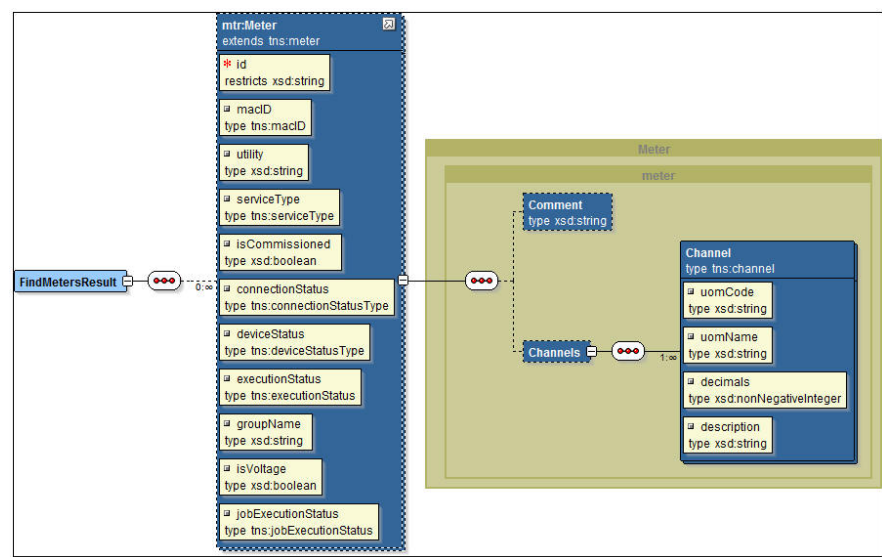 FindMetersResult
0:∞
mtr:Meter
extends tns:meter
* id
restricts xsd:string
macID
type tns:macID
utility
type xsd:string
serviceType
type tns:serviceType
isCommissioned
type xsd:boolean
connectionStatus
type tns:connectionStatusType
deviceStatus
type tns:deviceStatusType
executionStatus
type tns:executionStatus
groupName
type xsd:string
isVoltage
type xsd:boolean
jobExecutionStatus
type tns:jobExecutionStatus
Meter
meter
Comment
type xsd:string
Channels
1:∞
Channel
type tns:channel
uomCode
type xsd:string
uomName
type xsd:string
decimals
type xsd:nonNegativeInteger
description
type xsd:string